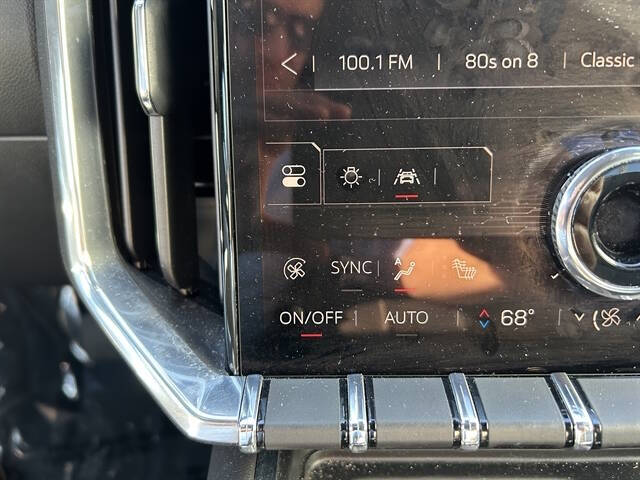 100.1 FM 80s on 8 Classic
SYNC A
ON/OFF AUTO 68°